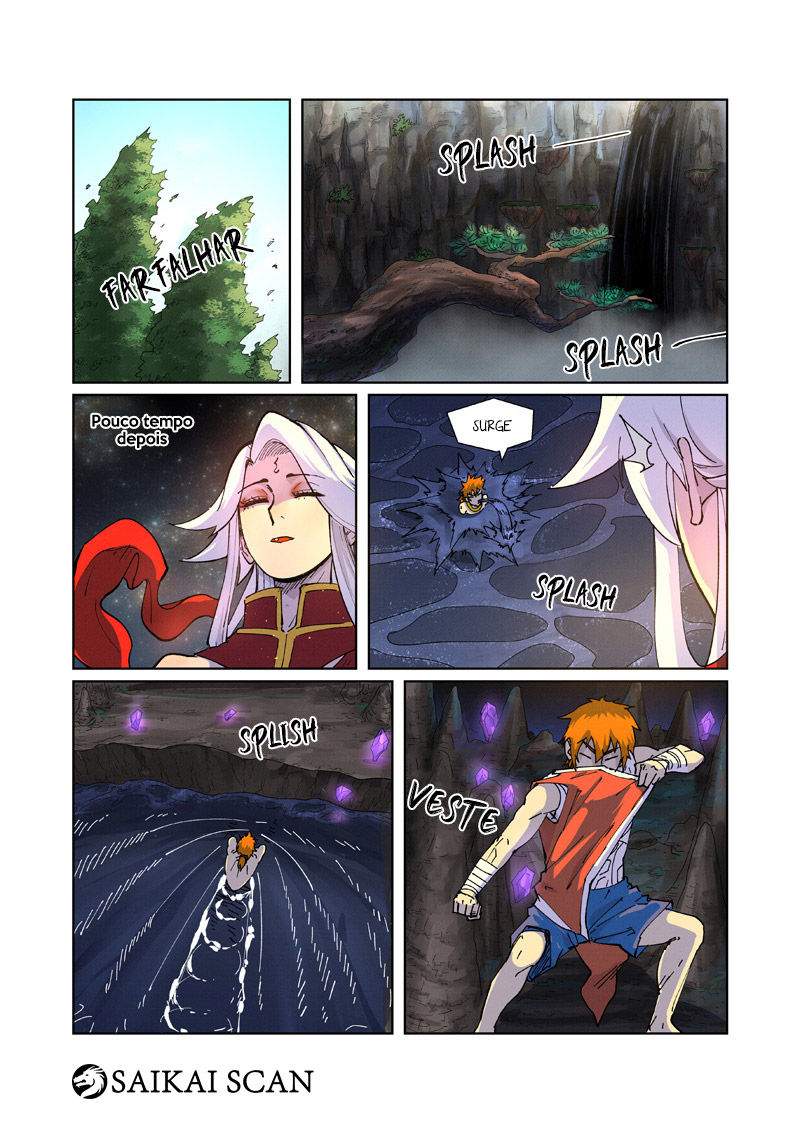 FARFALHAR
SPLASH
SPLASH
Pouco tempo
depois
SURGE
SPLASH
SPLISH
VESTE
SAIKAI SCAN